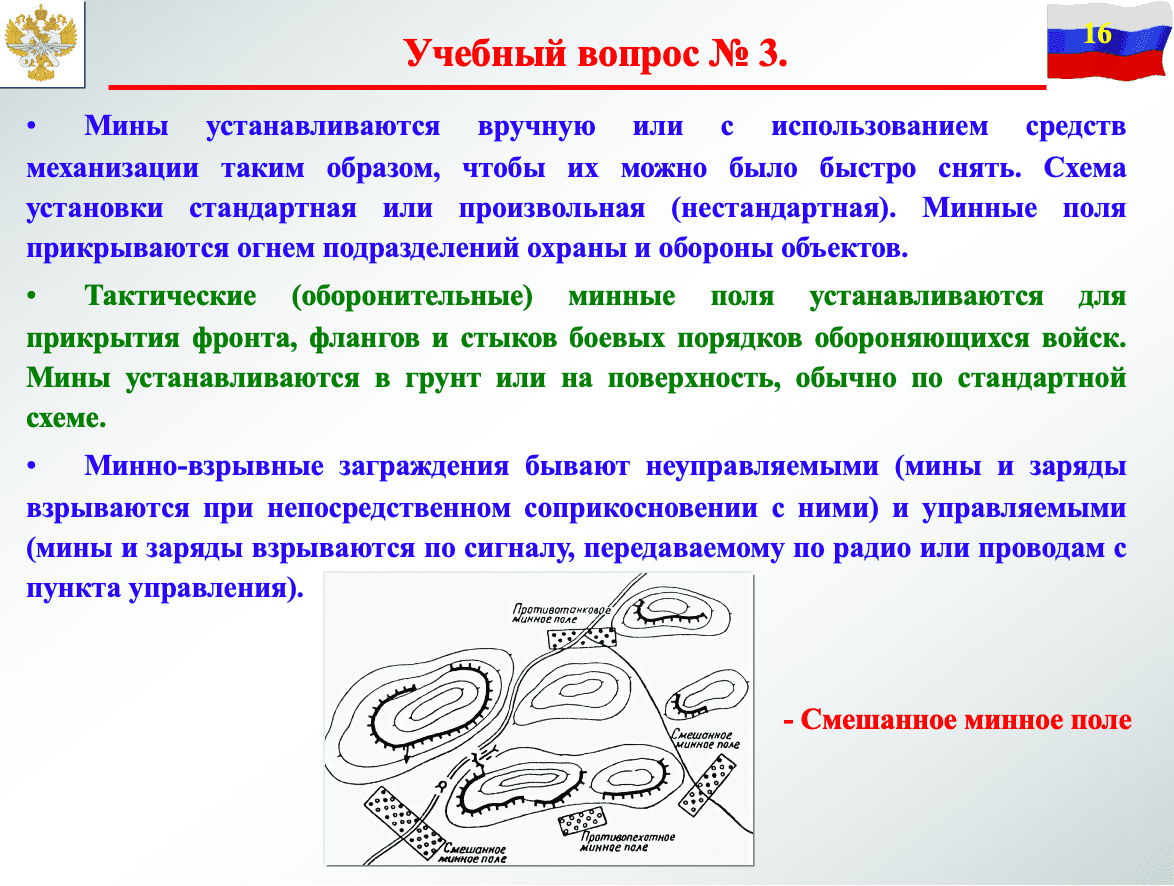 16
Учебный вопрос № 3.
• Мины устанавливаются вручную или с использованием средств
механизации таким образом, чтобы их можно было быстро снять. Схема
установки стандартная или произвольная (нестандартная). Минные поля
прикрываются огнем подразделений охраны и обороны объектов.
• Тактические (оборонительные) минные поля устанавливаются для
прикрытия фронта, флангов и стыков боевых порядков обороняющихся войск.
Мины устанавливаются в грунт или на поверхность, обычно по стандартной
схеме.
• Минно-взрывные заграждения бывают неуправляемыми (мины и заряды
взрываются при непосредственном соприкосновении с ними) и управляемыми
(мины и заряды взрываются по сигналу, передаваемому по радио или проводам с
пункта управления).
Противотанковое
минное поле
Смешанное
минное поле
- Смешанное минное поле
Противопехотное
минное поле
Смешанное
минное поле